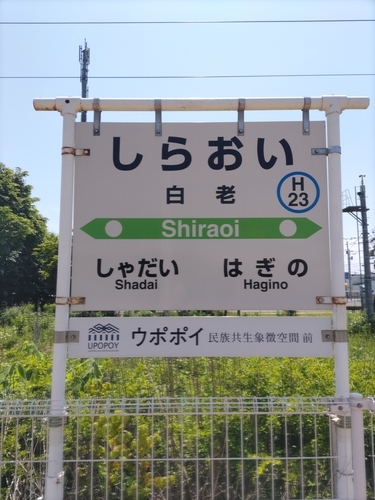 しらおい
白老
H
23
Shiraoi
しゃだい はぎの
Shadai Hagino
UPOPOY ウポポイ 民族共生象徴空間 前